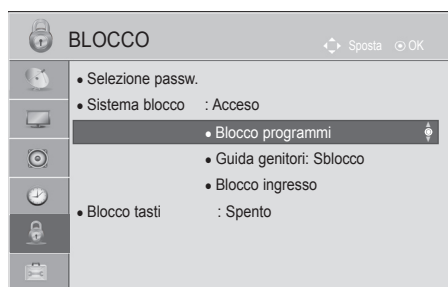 BLOCCO
Sposta OK
• Selezione passw.
• Sistema blocco : Acceso
• Blocco programmi
• Guida genitori: Sblocco
• Blocco ingresso
• Blocco tasti : Spento